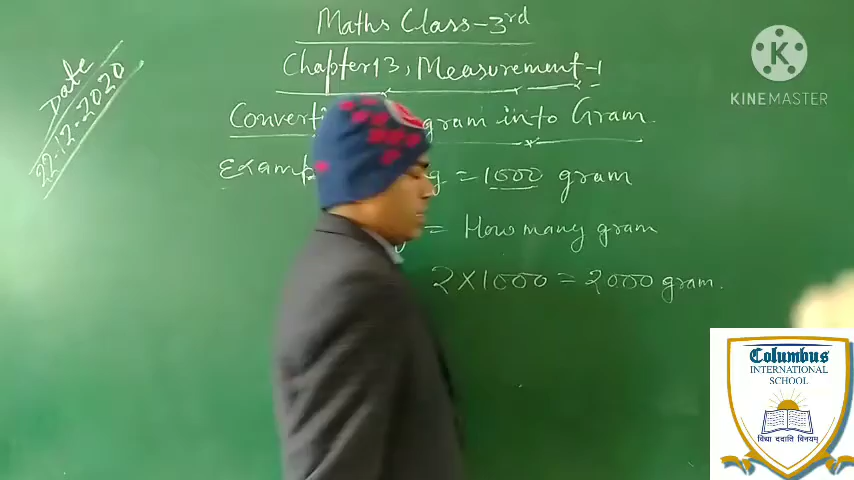 Maths Class-3rd
Chapter 13, Measurement-1
gram into Gram.
Date
22-12-2020
= 1000 gram
= How many gram
2×1000 = 2000 gram.
K
KINEMASTER
Columbus
INTERNATIONAL
SCHOOL
विद्या ददाति विनयम्